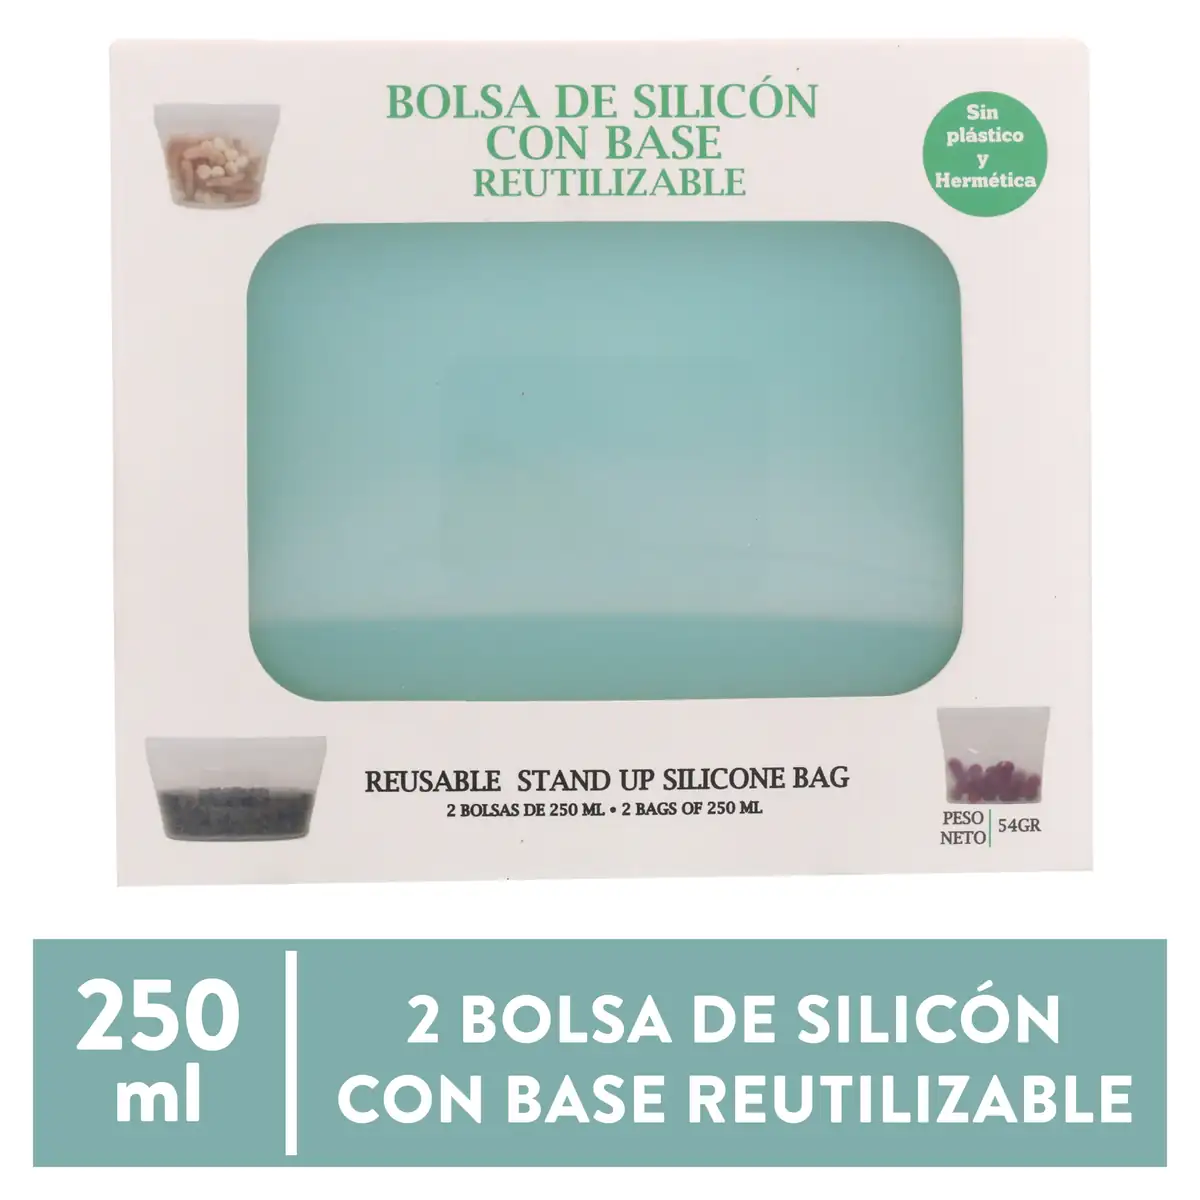 BOLSA DE SILICÓN
CON BASE
REUTILIZABLE
Sin
plástico
y
Hermética
REUSABLE STAND UP SILICONE BAG
2 BOLSAS DE 250 ML • 2 BAGS OF 250 ML
PESO
NETO
54GR
250
ml
2 BOLSA DE SILICÓN
CON BASE REUTILIZABLE